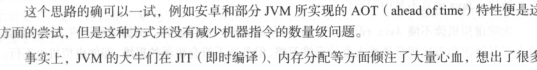 这个思路的确可以一试，例如安卓和部分 JVM 所实现的 AOT（ahead of time）特性便是这
方面的尝试，但是这种方式并没有减少机器指令的数量级问题。
事实上，JVM 的大牛们在 JIT（即时编译）、内存分配等方面倾注了大量心血，想出了很多